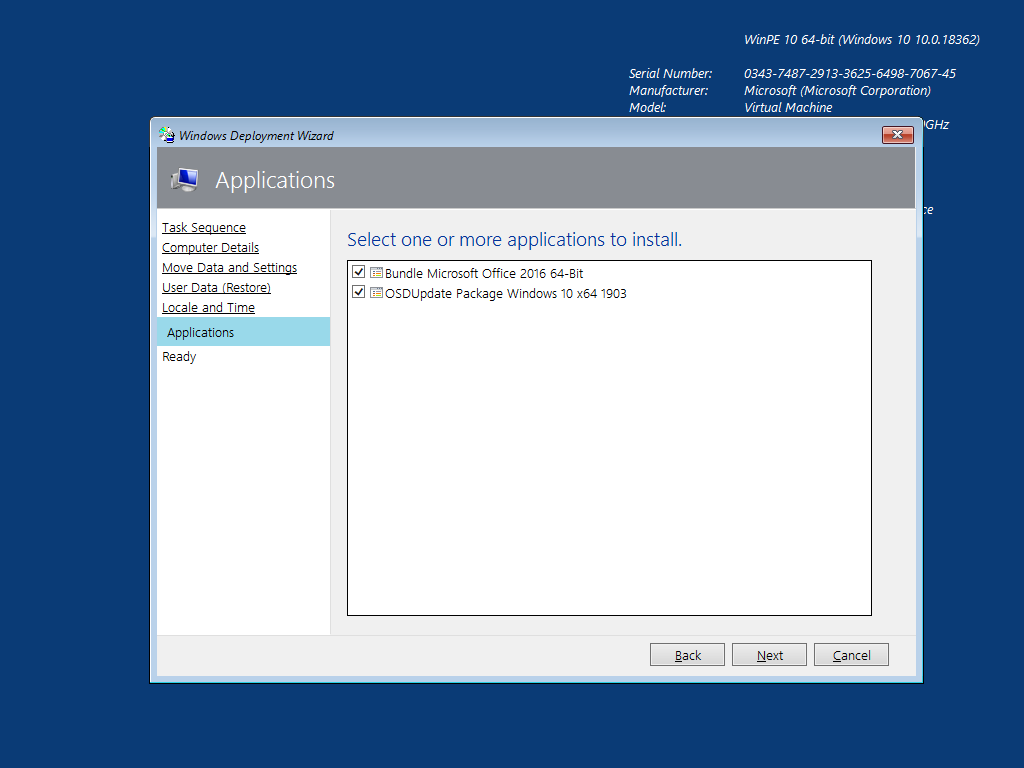 WinPE 10 64-bit (Windows 10 10.0.18362)
Serial Number: 0343-7487-2913-3625-6498-7067-45
Manufacturer: Microsoft (Microsoft Corporation)
Model: Virtual Machine
Windows Deployment Wizard
Applications
Task Sequence
Computer Details
Move Data and Settings
User Data (Restore)
Locale and Time
Applications
Ready
Select one or more applications to install.
Bundle Microsoft Office 2016 64-Bit
OSDUpdate Package Windows 10 x64 1903
Back
Next
Cancel